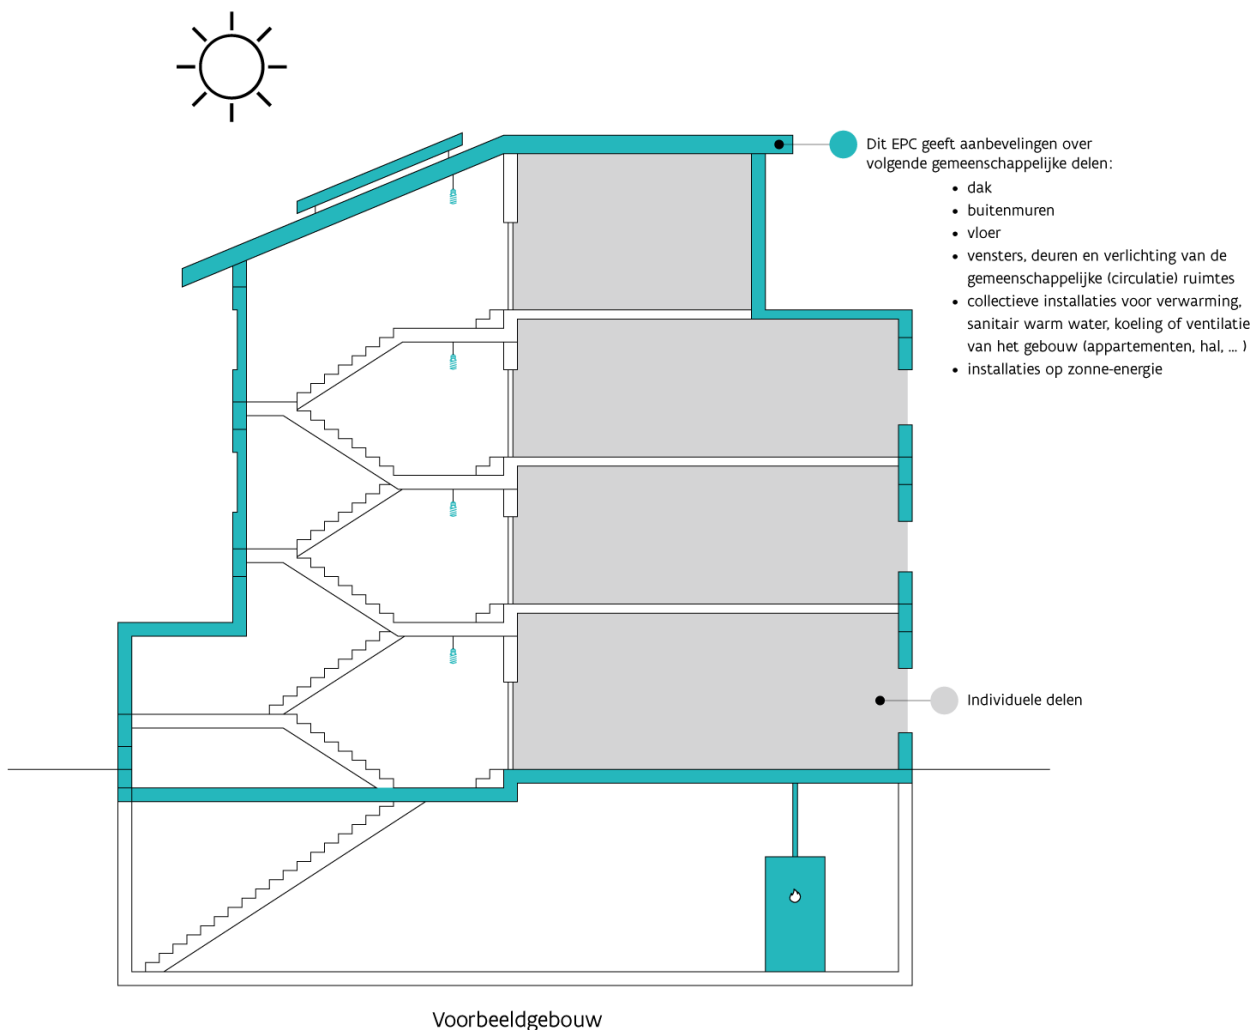 Dit EPC geeft aanbevelingen over
volgende gemeenschappelijke delen:
• dak
• buitenmuren
• vloer
• vensters, deuren en verlichting van de
gemeenschappelijke (circulatie) ruimtes
• collectieve installaties voor verwarming,
sanitair warm water, koeling of ventilatie
van het gebouw (appartementen, hal, ... )
• installaties op zonne-energie
Individuele delen
Voorbeeldgebouw